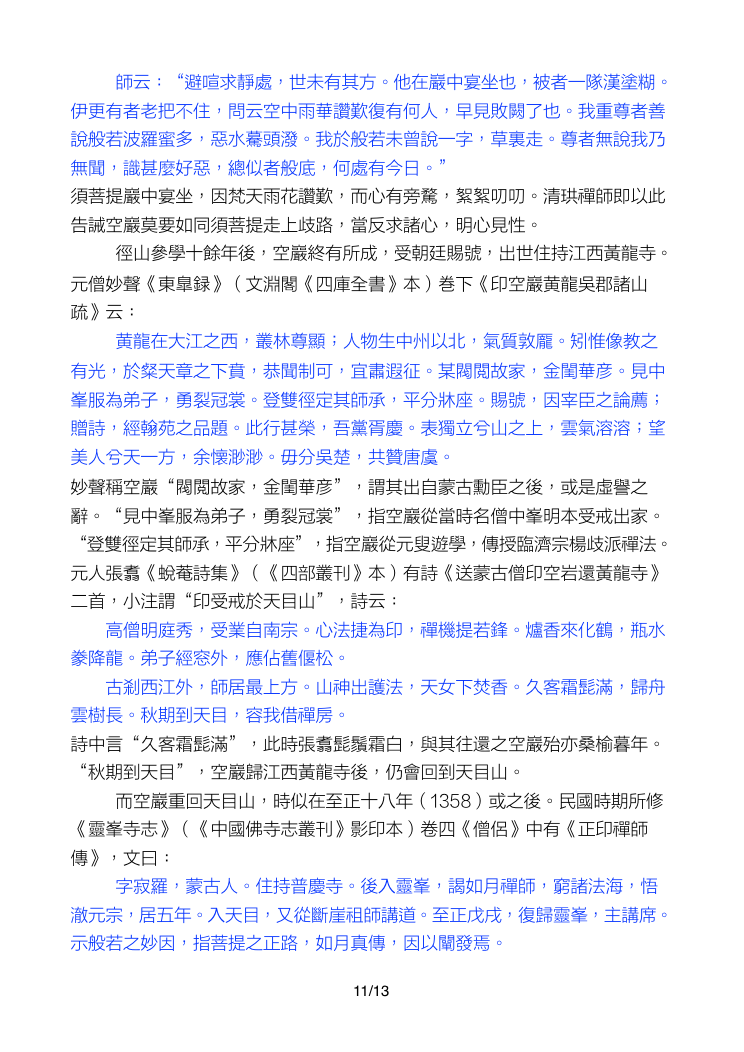 師云：“避喧求靜處，世未有其方。他在巖中宴坐也，被者一隊漢塗糊。
伊更有者老把不住，問云空中雨華讚歎復有何人，早見敗闕了也。我重尊者善
說般若波羅蜜多，惡水驀頭潑。我於般若未曾說一字，草裏走。尊者無說我乃
無聞，識甚麼好惡，總似者般底，何處有今日。”
須菩提巖中宴坐，因梵天雨花讚歎，而心有旁騖，絮絮叨叨。清珙禪師即以此
告誡空巖莫要如同須菩提走上歧路，當反求諸心，明心見性。
徑山參學十餘年後，空巖終有所成，受朝廷賜號，出世住持江西黃龍寺。
元僧妙聲《東臯録》（文淵閣《四庫全書》本）卷下《印空巖黄龍吳郡諸山
疏》云：
黄龍在大江之西，叢林尊顯；人物生中州以北，氣質敦厖。矧惟像教之
有光，於粲天章之下賁，恭聞制可，宜肅遐征。某閥閲故家，金閨華彦。見中
峯服為弟子，勇裂冠裳。登雙徑定其師承，平分牀座。賜號，因宰臣之論薦；
贈詩，經翰苑之品題。此行甚榮，吾黨胥慶。表獨立兮山之上，雲氣溶溶；望
美人兮天一方，余懷渺渺。毋分吳楚，共贊唐虞。
妙聲稱空巖“閥閲故家，金閨華彦”，謂其出自蒙古勳臣之後，或是虛譽之
辭。“見中峯服為弟子，勇裂冠裳”，指空巖從當時名僧中峯明本受戒出家。
“登雙徑定其師承，平分牀座”，指空巖從元叟遊學，傳授臨濟宗楊歧派禪法。
元人張翥《蛻菴詩集》（《四部叢刊》本）有詩《送蒙古僧印空岩還黃龍寺》
二首，小注謂“印受戒於天目山”，詩云：
高僧明庭秀，受業自南宗。心法捷為印，禪機提若鋒。爐香來化鶴，瓶水
豢降龍。弟子經窓外，應佔舊偃松。
古剎西江外，師居最上方。山神出護法，天女下焚香。久客霜髭滿，歸舟
雲樹長。秋期到天目，容我借禪房。
詩中言“久客霜髭滿”，此時張翥髭鬚霜白，與其往還之空巖殆亦桑榆暮年。
“秋期到天目”，空巖歸江西黃龍寺後，仍會回到天目山。
而空巖重回天目山，時似在至正十八年（1358）或之後。民國時期所修
《靈峯寺志》（《中國佛寺志叢刊》影印本）卷四《僧侶》中有《正印禪師
傳》，文曰：
字寂羅，蒙古人。住持普慶寺。後入靈峯，謁如月禪師，窮諸法海，悟
澈元宗，居五年。入天目，又從斷崖祖師講道。至正戊戌，復歸靈峯，主講席。
示般若之妙因，指菩提之正路，如月真傳，因以闡發焉。
11/13